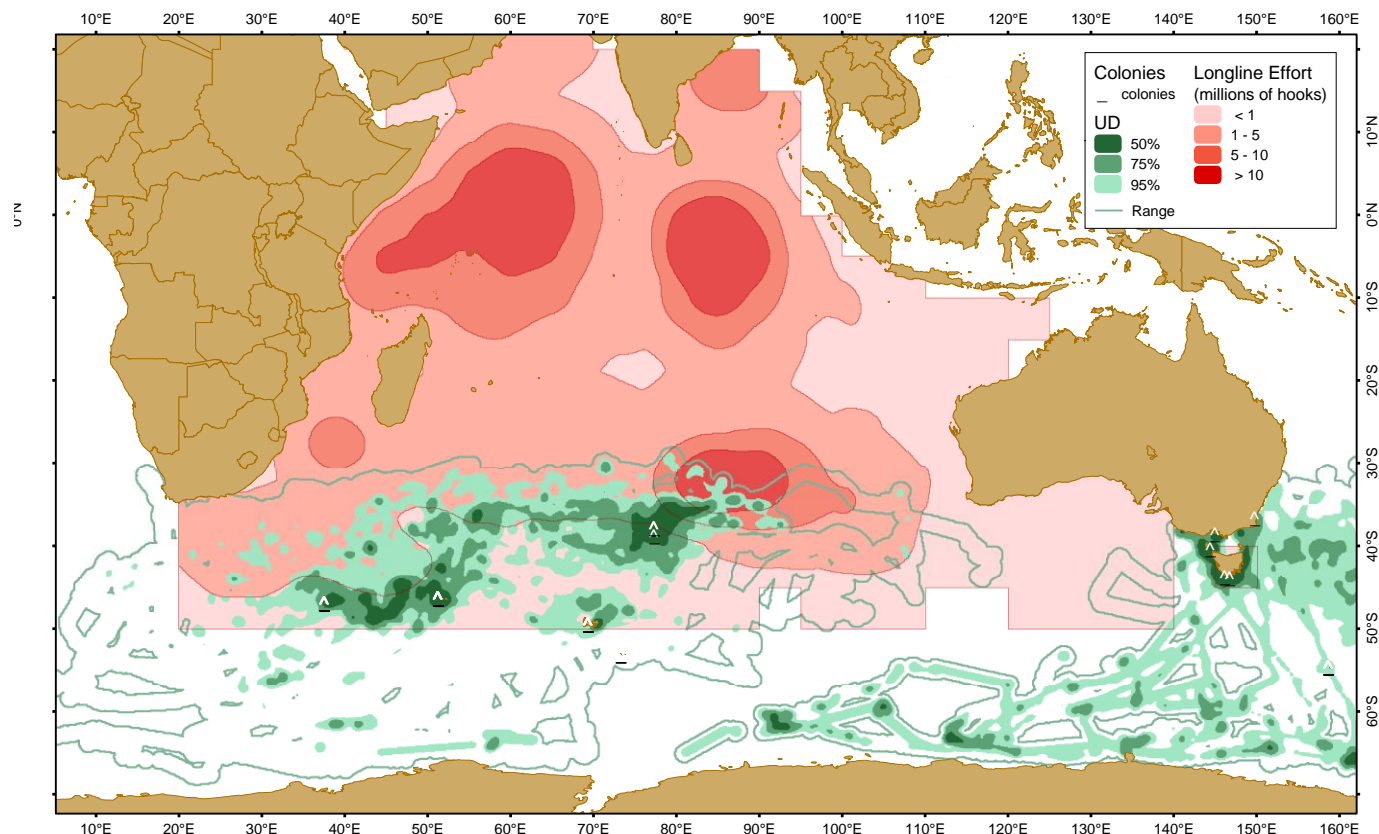 10°E 20°E 30°E 40°E 50°E 60°E 70°E 80°E 90°E 100°E 110°E 120°E 130°E 140°E 150°E 160°E
Colonies
colonies
UD
50%
75%
95%
Range
Longline Effort
(millions of hooks)
< 1
1 - 5
5 - 10
> 10
0°N
10°N
0°N
10°S
20°S
30°S
40°S
50°S
60°S
10°E 20°E 30°E 40°E 50°E 60°E 70°E 80°E 90°E 100°E 110°E 120°E 130°E 140°E 150°E 160°E